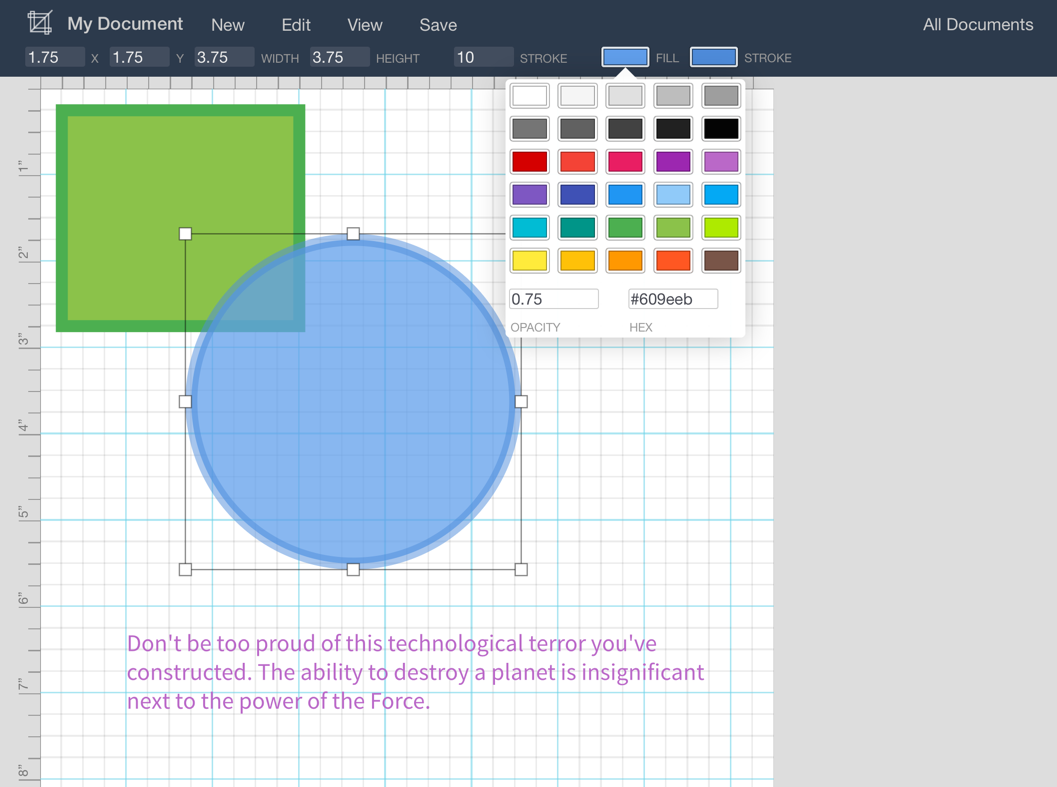 My Document New Edit View Save All Documents
1.75 X 1.75 Y 3.75 WIDTH 3.75 HEIGHT 10 STROKE FILL STROKE
0.75 #609eeb
OPACITY HEX
1"
2"
3"
4"
5"
6"
Don't be too proud of this technological terror you've
constructed. The ability to destroy a planet is insignificant
next to the power of the Force.
7"
8"